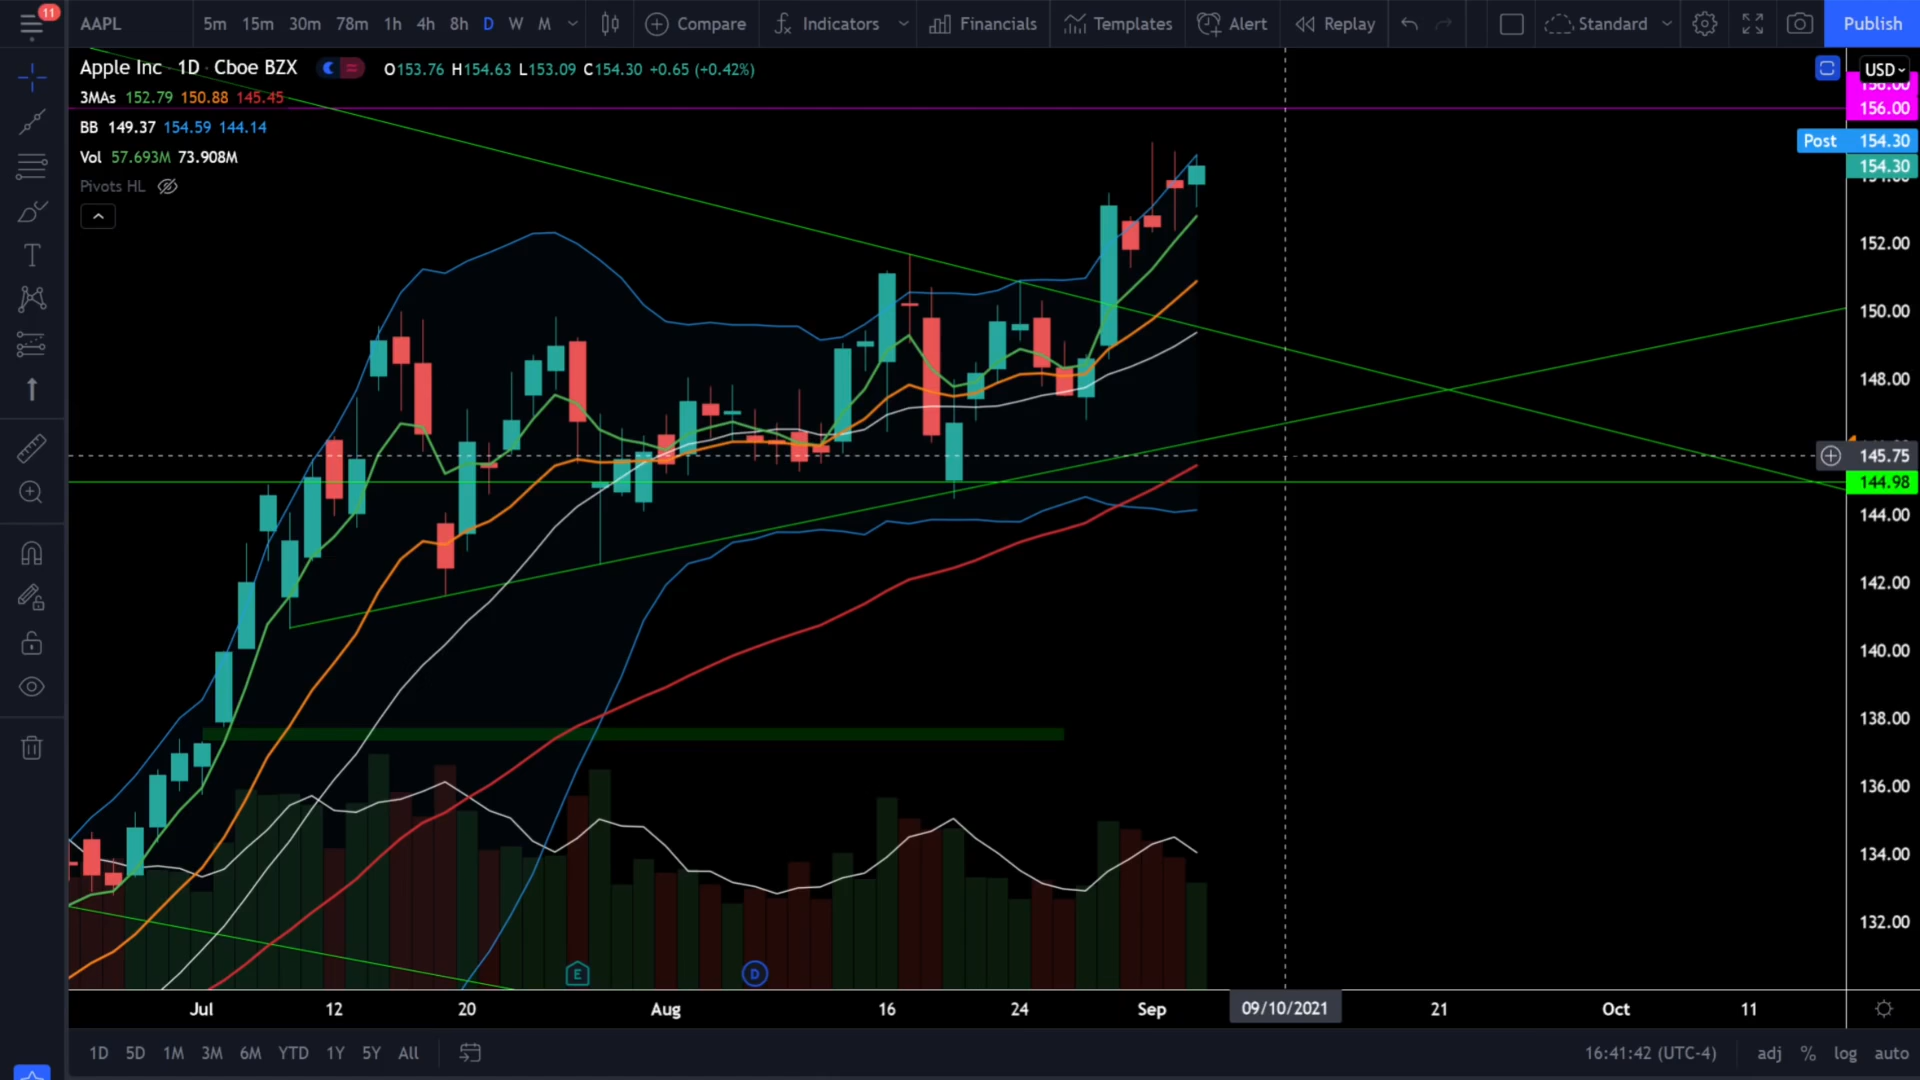 11
AAPL 5m 15m 30m 78m 1h 4h 8h D W M Compare Indicators Financials Templates Alert Replay Standard Publish
Apple Inc · 1D · Cboe BZX O153.76 H154.63 L153.09 C154.30 +0.65 (+0.42%)
USD
3MAs 152.79 150.88 145.45
156.00
BB 149.37 154.59 144.14
Post 154.30
Vol 57.693M 73.908M
154.30
Pivots HL
152.00
150.00
148.00
145.75
144.98
144.00
142.00
140.00
138.00
136.00
134.00
132.00
E D
Jul 12 20 Aug 16 24 Sep 09/10/2021 21 Oct 11
1D 5D 1M 3M 6M YTD 1Y 5Y All 16:41:42 (UTC-4) adj % log auto